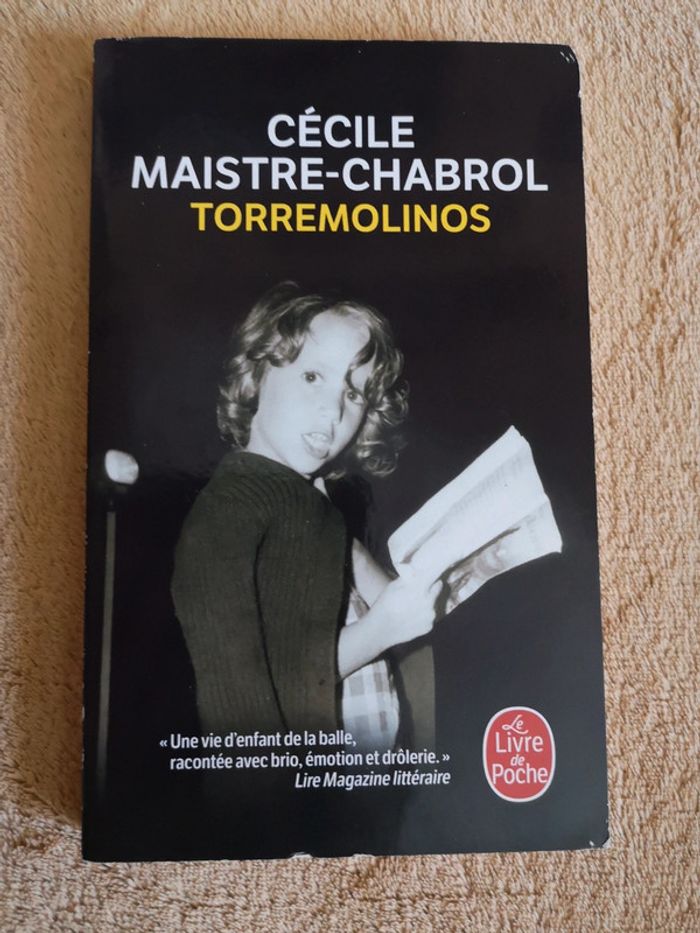 CÉCILE
MAISTRE-CHABROL
TORREMOLINOS
« Une vie d'enfant de la balle,
racontée avec brio, émotion et drôlerie. »
Lire Magazine littéraire
Le
Livre
de
Poche